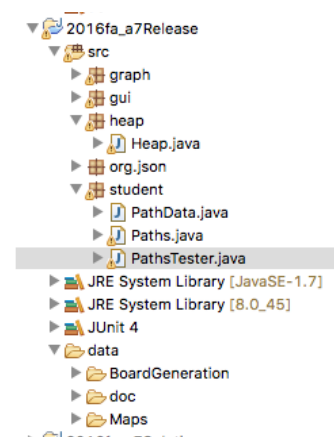 2016fa_a7Release
src
graph
gui
heap
Heap.java
org.json
student
PathData.java
Paths.java
PathsTester.java
JRE System Library [JavaSE-1.7]
JRE System Library [8.0_45]
JUnit 4
data
BoardGeneration
doc
Maps